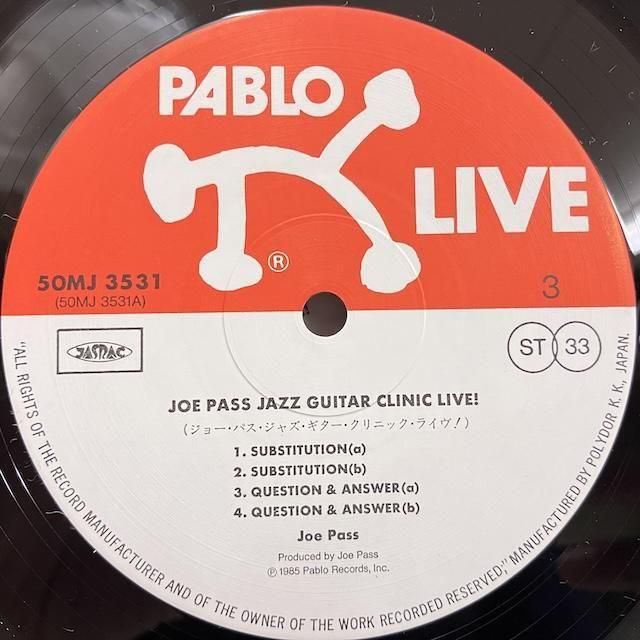 PABLO
LIVE
®
50MJ 3531
(50MJ 3531A)
3
JASRAC
ST 33
JOE PASS JAZZ GUITAR CLINIC LIVE!
(ジョー・パス・ジャズ・ギター・クリニック・ライヴ!)
1. SUBSTITUTION(a)
2. SUBSTITUTION(b)
3. QUESTION & ANSWER(a)
4. QUESTION & ANSWER(b)
Joe Pass
Produced by Joe Pass
℗ 1985 Pablo Records, Inc.
"ALL RIGHTS OF THE RECORD MANUFACTURER AND OF THE OWNER OF THE WORK RECORDED RESERVED;" MANUFACTURED BY POLYDOR K. K., JAPAN.